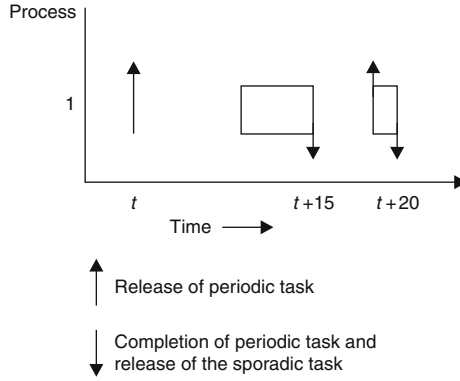 Process
1
t
t+15
t+20
Time
Release of periodic task
Completion of periodic task and
release of the sporadic task